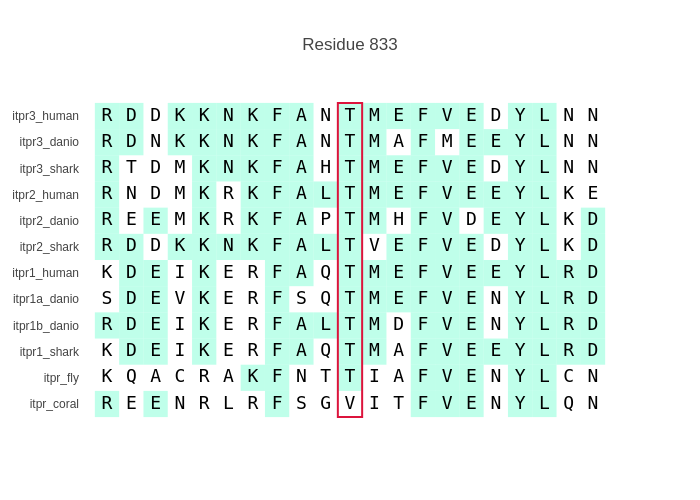 Residue 833
itpr3_human R D D K K N K F A N T M E F V E D Y L N N
itpr3_danio R D N K K N K F A N T M A F M E E Y L N N
itpr3_shark R T D M K N K F A H T M E F V E D Y L N N
itpr2_human R N D M K R K F A L T M E F V E E Y L K E
itpr2_danio R E E M K R K F A P T M H F V D E Y L K D
itpr2_shark R D D K K N K F A L T V E F V E D Y L K D
itpr1_human K D E I K E R F A Q T M E F V E E Y L R D
itpr1a_danio S D E V K E R F S Q T M E F V E N Y L R D
itpr1b_danio R D E I K E R F A L T M D F V E N Y L R D
itpr1_shark K D E I K E R F A Q T M A F V E E Y L R D
itpr_fly K Q A C R A K F N T T I A F V E N Y L C N
itpr_coral R E E N R L R F S G V I T F V E N Y L Q N